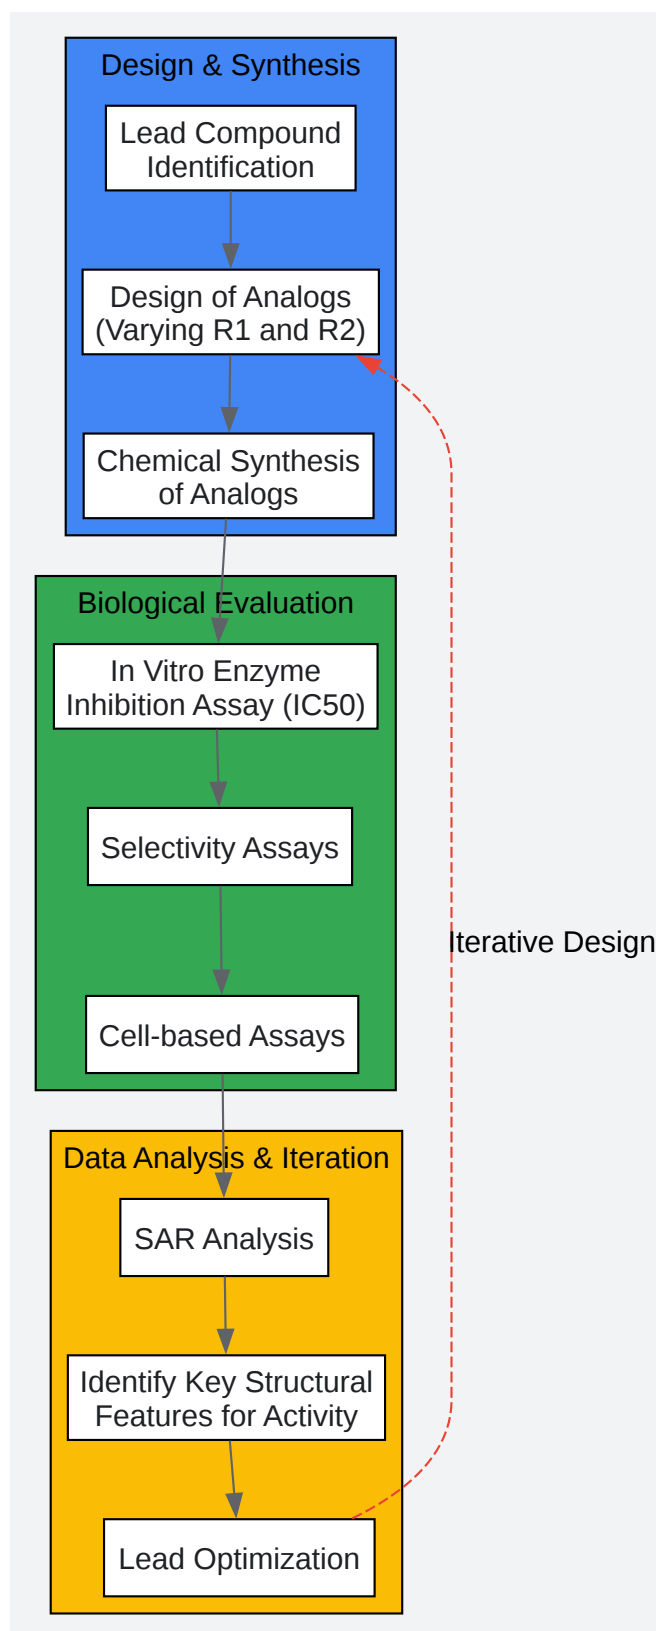 Design & Synthesis
Lead Compound
Identification
Design of Analogs
(Varying R1 and R2)
Chemical Synthesis
of Analogs
Biological Evaluation
In Vitro Enzyme
Inhibition Assay (IC50)
Selectivity Assays
Iterative Design
Cell-based Assays
Data Analysis & Iteration
SAR Analysis
Identify Key Structural
Features for Activity
Lead Optimization